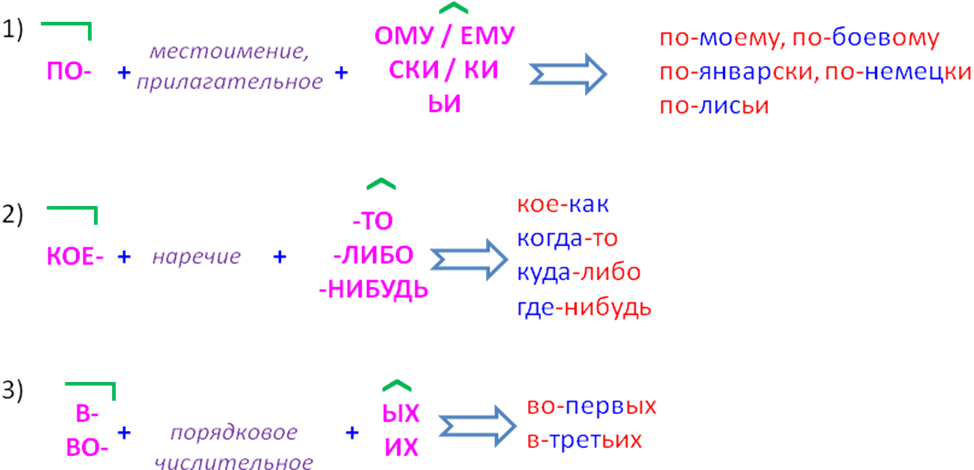 1)
ПО- + местоимение, прилагательное + ОМУ / ЕМУ
СКИ / КИ
ЬИ
по-моему, по-боевому
по-январски, по-немецки
по-лисьи
2)
КОЕ- + наречие + -ТО
-ЛИБО
-НИБУДЬ
кое-как
когда-то
куда-либо
где-нибудь
3)
В-
ВО- + порядковое числительное + ЫХ
ИХ
во-первых
в-третьих